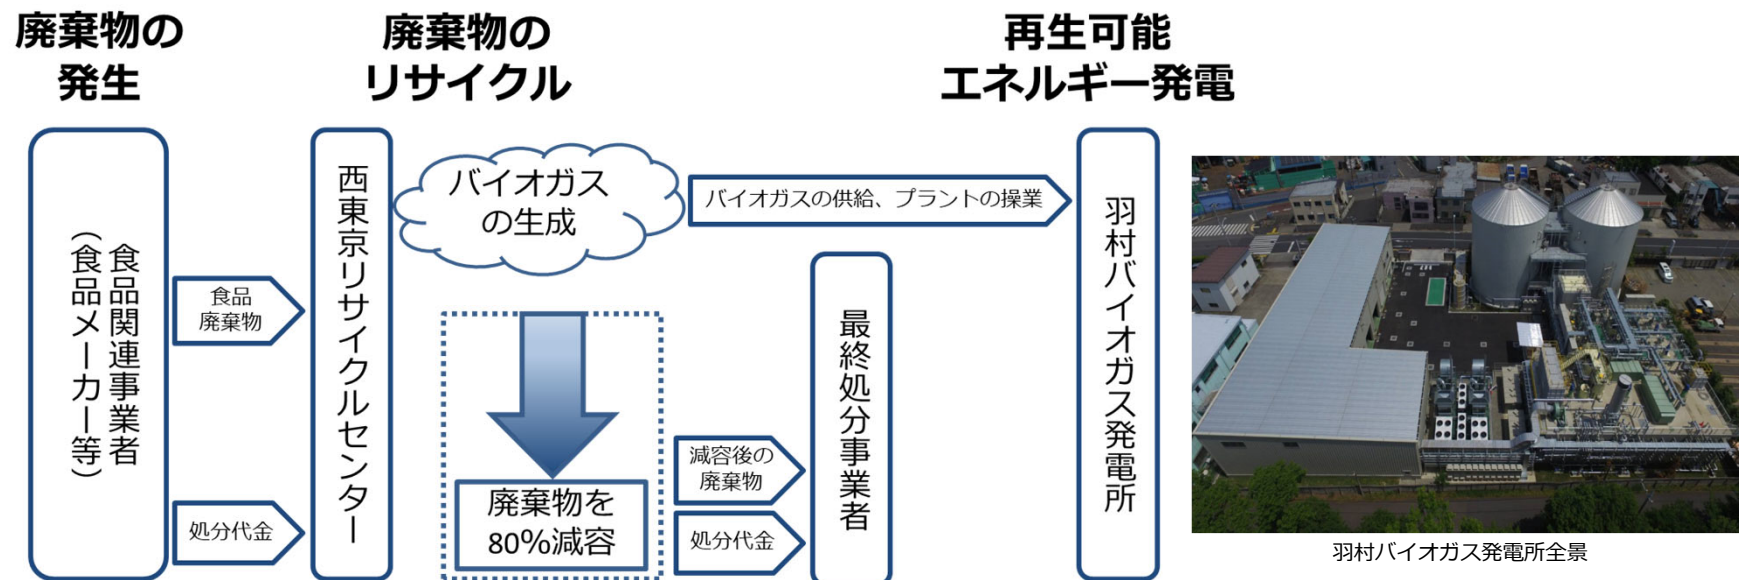 廃棄物の
発生
廃棄物の
リサイクル
再生可能
エネルギー発電
食品関連事業者
（食品メーカー等）
食品
廃棄物
処分代金
西東京リサイクルセンター
バイオガス
の生成
廃棄物を
80%減容
バイオガスの供給、プラントの操業
減容後の
廃棄物
処分代金
最終処分事業者
羽村バイオガス発電所
羽村バイオガス発電所全景